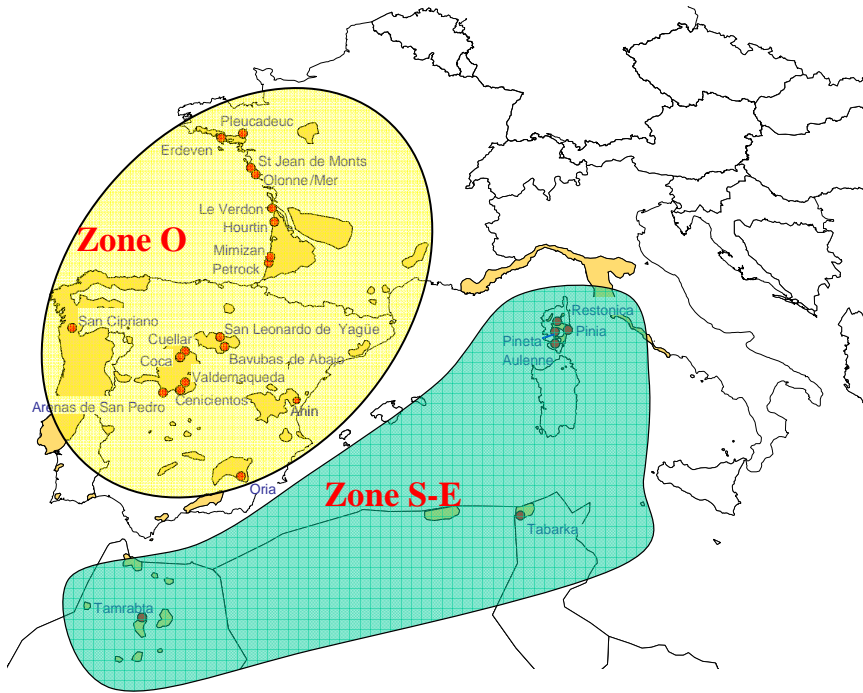 Pleucadeuc
Erdeven
St Jean de Monts
Olonne/Mer
Le Verdon
Hourtin
Zone O
Mimizan
Petrock
Restonica
San Cipriano
San Leonardo de Yagüe
Pinia
Cuellar
Pineta
Coca
Bavubas de Abajo
Aulenne
Valdemaqueda
Arenas de San Pedro
Cenicientos
Ahin
Oria
Zone S-E
Tabarka
Tamrabta